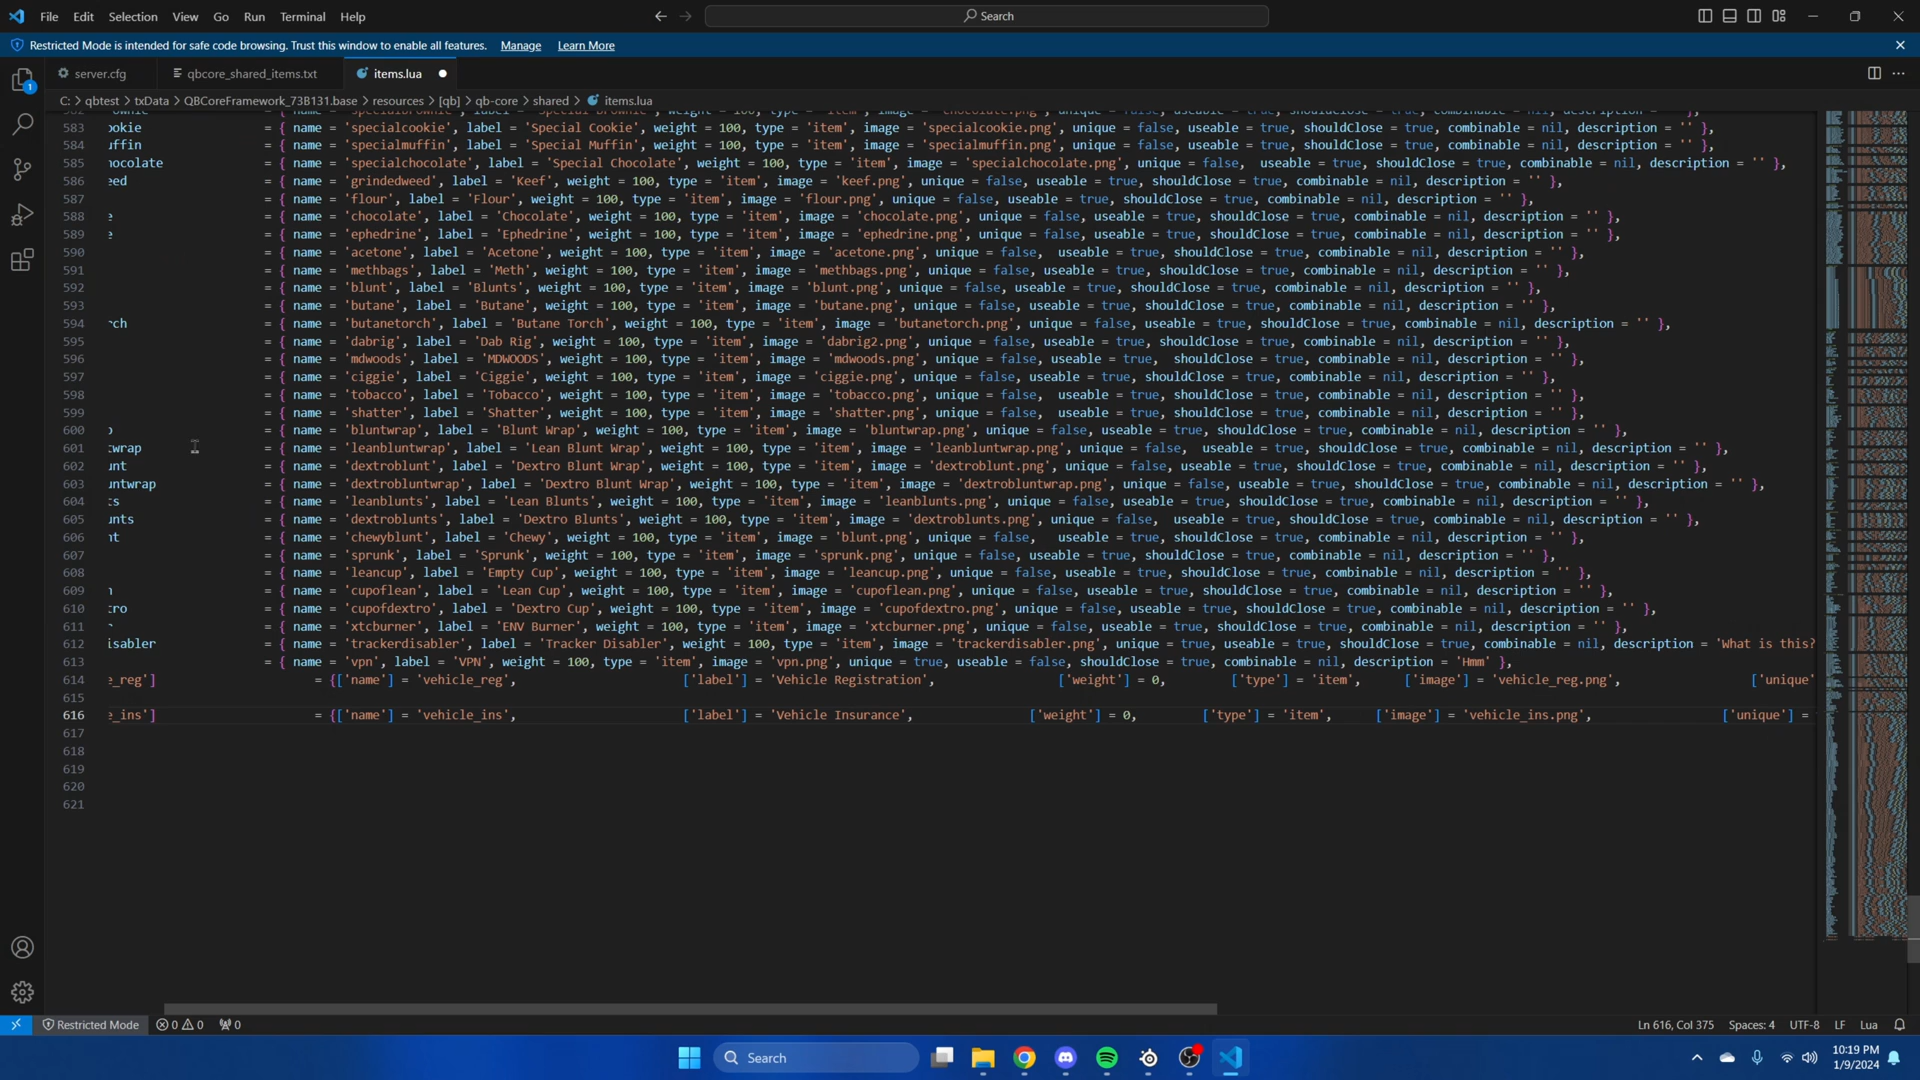 File Edit Selection View Go Run Terminal Help Search
Restricted Mode is intended for safe code browsing. Trust this window to enable all features. Manage Learn More
server.cfg qbcore_shared_items.txt items.lua
C: > qbtest > txData > QBCoreFramework_73B131.base > resources > [qb] > qb-core > shared > items.lua
583 ookie = { name = 'specialcookie', label = 'Special Cookie', weight = 100, type = 'item', image = 'specialcookie.png', unique = false, useable = true, shouldClose = true, combinable = nil, description = '' },
584 uffin = { name = 'specialmuffin', label = 'Special Muffin', weight = 100, type = 'item', image = 'specialmuffin.png', unique = false, useable = true, shouldClose = true, combinable = nil, description = '' },
585 hocolate = { name = 'specialchocolate', label = 'Special Chocolate', weight = 100, type = 'item', image = 'specialchocolate.png', unique = false, useable = true, shouldClose = true, combinable = nil, description = '' },
586 eed = { name = 'grindedweed', label = 'Keef', weight = 100, type = 'item', image = 'keef.png', unique = false, useable = true, shouldClose = true, combinable = nil, description = '' },
587 = { name = 'flour', label = 'Flour', weight = 100, type = 'item', image = 'flour.png', unique = false, useable = true, shouldClose = true, combinable = nil, description = '' },
588 e = { name = 'chocolate', label = 'Chocolate', weight = 100, type = 'item', image = 'chocolate.png', unique = false, useable = true, shouldClose = true, combinable = nil, description = '' },
589 e = { name = 'ephedrine', label = 'Ephedrine', weight = 100, type = 'item', image = 'ephedrine.png', unique = false, useable = true, shouldClose = true, combinable = nil, description = '' },
590 = { name = 'acetone', label = 'Acetone', weight = 100, type = 'item', image = 'acetone.png', unique = false, useable = true, shouldClose = true, combinable = nil, description = '' },
591 = { name = 'methbags', label = 'Meth', weight = 100, type = 'item', image = 'methbags.png', unique = false, useable = true, shouldClose = true, combinable = nil, description = '' },
592 = { name = 'blunt', label = 'Blunts', weight = 100, type = 'item', image = 'blunt.png', unique = false, useable = true, shouldClose = true, combinable = nil, description = '' },
593 = { name = 'butane', label = 'Butane', weight = 100, type = 'item', image = 'butane.png', unique = false, useable = true, shouldClose = true, combinable = nil, description = '' },
594 rch = { name = 'butanetorch', label = 'Butane Torch', weight = 100, type = 'item', image = 'butanetorch.png', unique = false, useable = true, shouldClose = true, combinable = nil, description = '' },
595 = { name = 'dabrig', label = 'Dab Rig', weight = 100, type = 'item', image = 'dabrig2.png', unique = false, useable = true, shouldClose = true, combinable = nil, description = '' },
596 = { name = 'mdwoods', label = 'MDWOODS', weight = 100, type = 'item', image = 'mdwoods.png', unique = false, useable = true, shouldClose = true, combinable = nil, description = '' },
597 = { name = 'ciggie', label = 'Ciggie', weight = 100, type = 'item', image = 'ciggie.png', unique = false, useable = true, shouldClose = true, combinable = nil, description = '' },
598 = { name = 'tobacco', label = 'Tobacco', weight = 100, type = 'item', image = 'tobacco.png', unique = false, useable = true, shouldClose = true, combinable = nil, description = '' },
599 = { name = 'shatter', label = 'Shatter', weight = 100, type = 'item', image = 'shatter.png', unique = false, useable = true, shouldClose = true, combinable = nil, description = '' },
600 = { name = 'bluntwrap', label = 'Blunt Wrap', weight = 100, type = 'item', image = 'bluntwrap.png', unique = false, useable = true, shouldClose = true, combinable = nil, description = '' },
601 twrap = { name = 'leanbluntwrap', label = 'Lean Blunt Wrap', weight = 100, type = 'item', image = 'leanbluntwrap.png', unique = false, useable = true, shouldClose = true, combinable = nil, description = '' },
602 unt = { name = 'dextroblunt', label = 'Dextro Blunt Wrap', weight = 100, type = 'item', image = 'dextroblunt.png', unique = false, useable = true, shouldClose = true, combinable = nil, description = '' },
603 untwrap = { name = 'dextrobluntwrap', label = 'Dextro Blunt Wrap', weight = 100, type = 'item', image = 'dextrobluntwrap.png', unique = false, useable = true, shouldClose = true, combinable = nil, description = '' },
604 ts = { name = 'leanblunts', label = 'Lean Blunts', weight = 100, type = 'item', image = 'leanblunts.png', unique = false, useable = true, shouldClose = true, combinable = nil, description = '' },
605 unts = { name = 'dextroblunts', label = 'Dextro Blunts', weight = 100, type = 'item', image = 'dextroblunts.png', unique = false, useable = true, shouldClose = true, combinable = nil, description = '' },
606 nt = { name = 'chewyblunt', label = 'Chewy', weight = 100, type = 'item', image = 'blunt.png', unique = false, useable = true, shouldClose = true, combinable = nil, description = '' },
607 = { name = 'sprunk', label = 'Sprunk', weight = 100, type = 'item', image = 'sprunk.png', unique = false, useable = true, shouldClose = true, combinable = nil, description = '' },
608 = { name = 'leancup', label = 'Empty Cup', weight = 100, type = 'item', image = 'leancup.png', unique = false, useable = true, shouldClose = true, combinable = nil, description = '' },
609 n = { name = 'cupoflean', label = 'Lean Cup', weight = 100, type = 'item', image = 'cupoflean.png', unique = false, useable = true, shouldClose = true, combinable = nil, description = '' },
610 tro = { name = 'cupofdextro', label = 'Dextro Cup', weight = 100, type = 'item', image = 'cupofdextro.png', unique = false, useable = true, shouldClose = true, combinable = nil, description = '' },
611 r = { name = 'xtcburner', label = 'ENV Burner', weight = 100, type = 'item', image = 'xtcburner.png', unique = false, useable = true, shouldClose = true, combinable = nil, description = '' },
612 isabler = { name = 'trackerdisabler', label = 'Tracker Disabler', weight = 100, type = 'item', image = 'trackerdisabler.png', unique = true, useable = true, shouldClose = true, combinable = nil, description = 'What is this?
613 = { name = 'vpn', label = 'VPN', weight = 100, type = 'item', image = 'vpn.png', unique = true, useable = false, shouldClose = true, combinable = nil, description = 'Hmm' },
614 e_reg'] = {['name'] = 'vehicle_reg', ['label'] = 'Vehicle Registration', ['weight'] = 0, ['type'] = 'item', ['image'] = 'vehicle_reg.png', ['unique'
615
616 e_ins'] = {['name'] = 'vehicle_ins', ['label'] = 'Vehicle Insurance', ['weight'] = 0, ['type'] = 'item', ['image'] = 'vehicle_ins.png', ['unique'] =
617
618
619
620
621
Restricted Mode 0 0 0 Ln 616, Col 375 Spaces: 4 UTF-8 LF Lua
Search
10:19 PM
1/9/2024